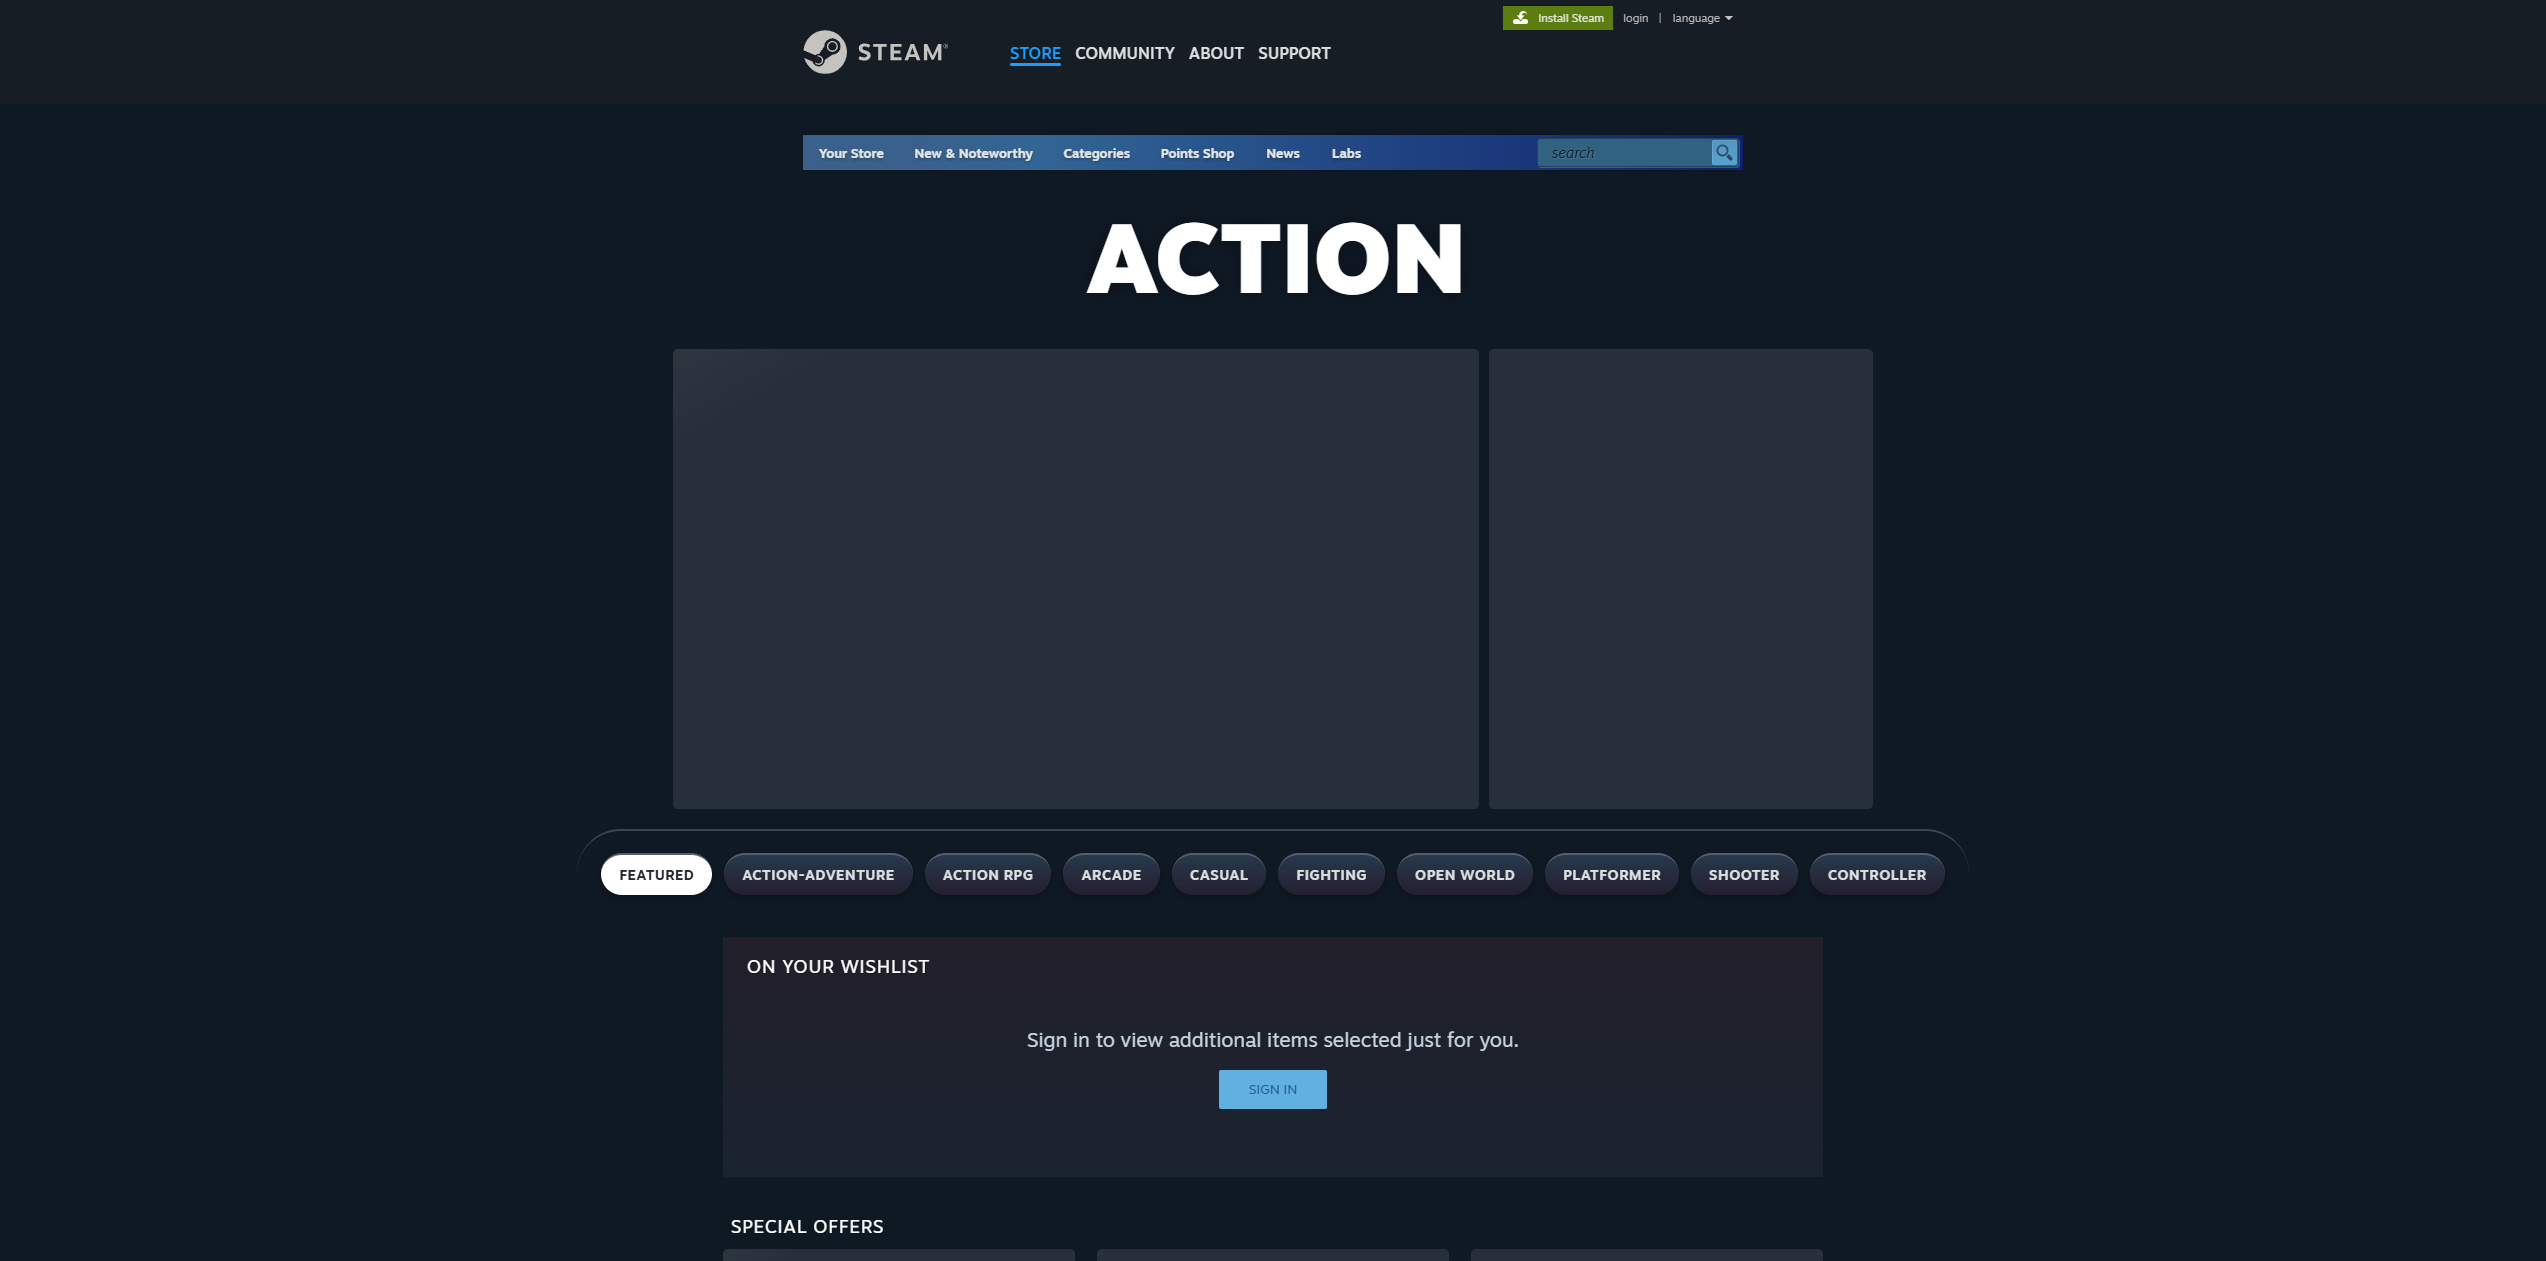 Install Steam login | language
STEAM®
STORE COMMUNITY ABOUT SUPPORT
Your Store New & Noteworthy Categories Points Shop News Labs search
ACTION
FEATURED ACTION-ADVENTURE ACTION RPG ARCADE CASUAL FIGHTING OPEN WORLD PLATFORMER SHOOTER CONTROLLER
ON YOUR WISHLIST
Sign in to view additional items selected just for you.
SIGN IN
SPECIAL OFFERS